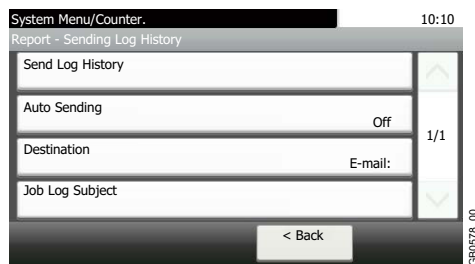 System Menu/Counter.
10:10
Report - Sending Log History
Send Log History
Auto Sending
Off
1/1
Destination
E-mail:
Job Log Subject
< Back
GB0578_00